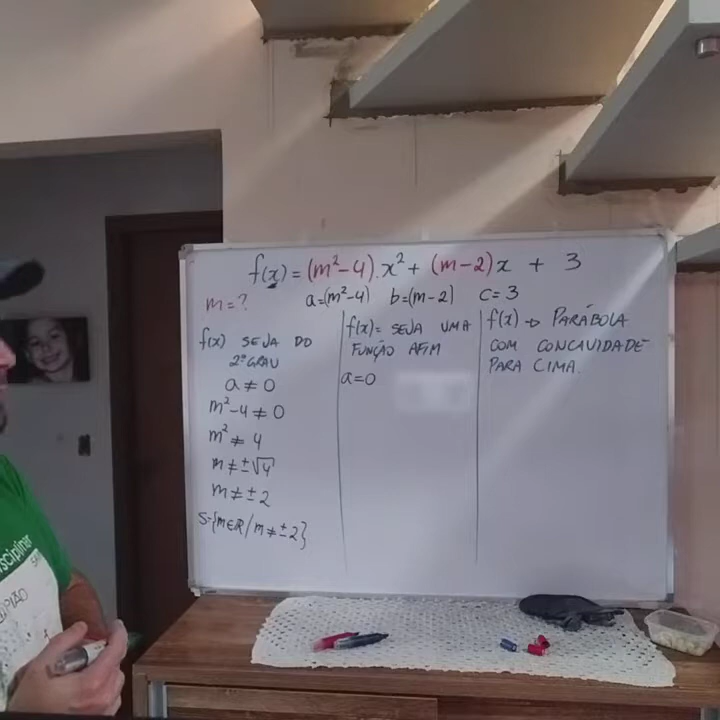 f(x) = (m²-4).x² + (m-2)x + 3
m=? a=(m²-4) b=(m-2) c=3
f(x) SEJA DO
2º GRAU
a ≠ 0
m²-4 ≠ 0
m² ≠ 4
m ≠ ±√4
m ≠ ±2
S={m∈R/m≠±2}
f(x)= SEJA UMA
FUNÇÃO AFIM
a=0
f(x) → PARÁBOLA
COM CONCAVIDADE
PARA CIMA.